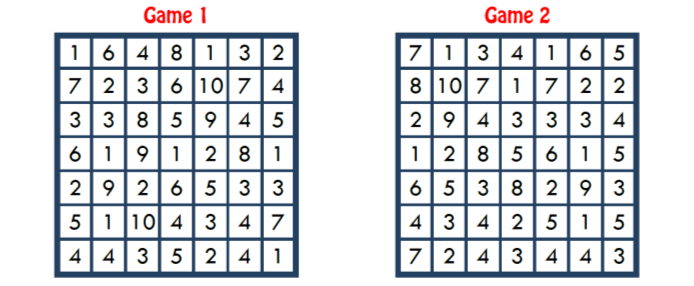 Game 1
1 6 4 8 1 3 2
7 2 3 6 10 7 4
3 3 8 5 9 4 5
6 1 9 1 2 8 1
2 9 2 6 5 3 3
5 1 10 4 3 4 7
4 4 3 5 2 4 1
Game 2
7 1 3 4 1 6 5
8 10 7 1 7 2 2
2 9 4 3 3 3 4
1 2 8 5 6 1 5
6 5 3 8 2 9 3
4 3 4 2 5 1 5
7 2 4 3 4 4 3